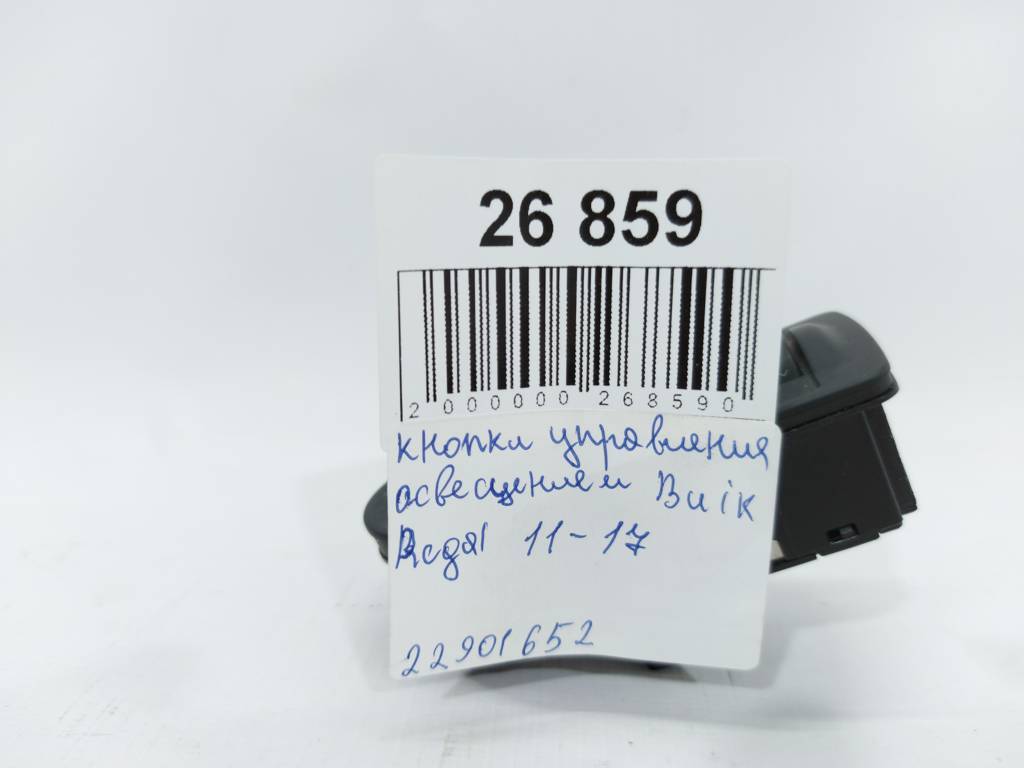 26 859
2 000000 268590
кнопки управления
освещением Buik
Regal 11-17
22901652